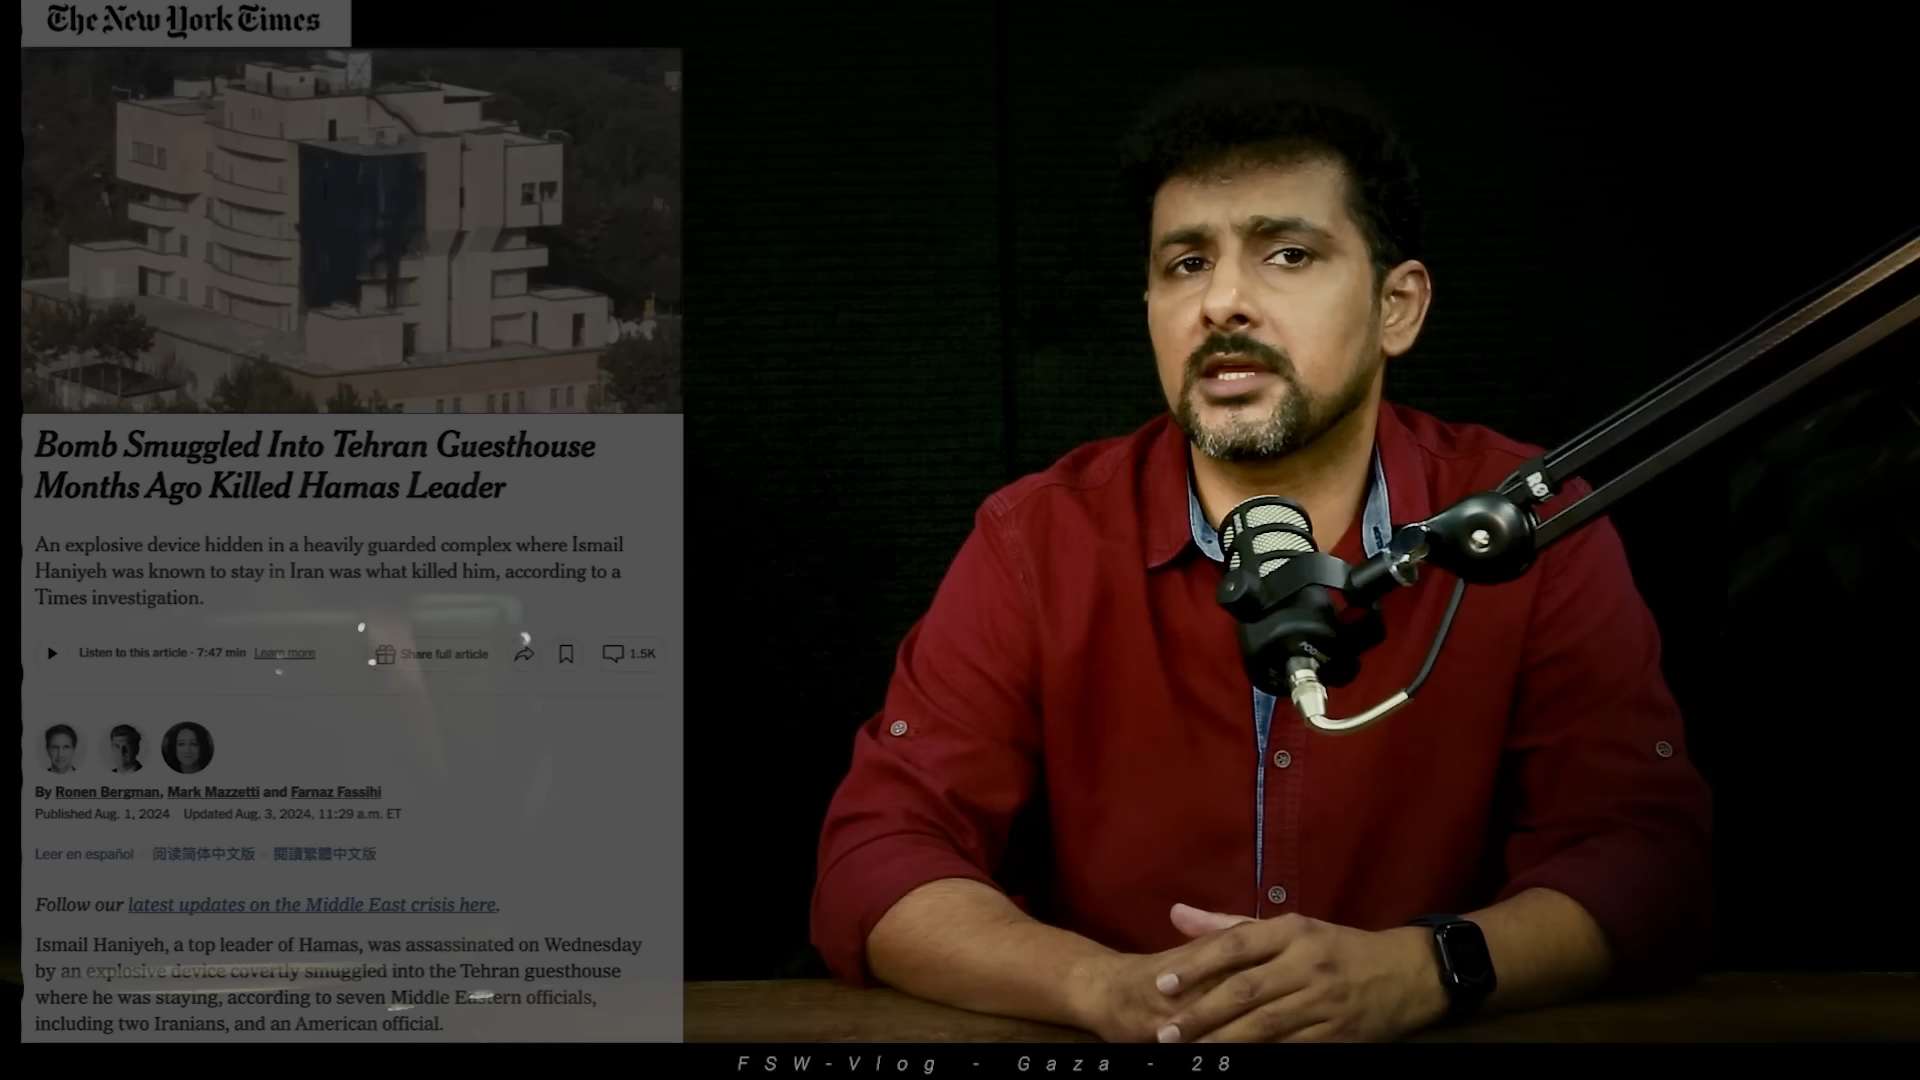 The New York Times
Bomb Smuggled Into Tehran Guesthouse
Months Ago Killed Hamas Leader
An explosive device hidden in a heavily guarded complex where Ismail
Haniyeh was known to stay in Iran was what killed him, according to a
Times investigation.
Listen to this article · 7:47 min Learn more
Share full article
1.5K
By Ronen Bergman, Mark Mazzetti and Farnaz Fassihi
Published Aug. 1, 2024 Updated Aug. 3, 2024, 11:29 a.m. ET
Leer en español 阅读简体中文版 閱讀繁體中文版
Follow our latest updates on the Middle East crisis here.
Ismail Haniyeh, a top leader of Hamas, was assassinated on Wednesday
by an explosive device covertly smuggled into the Tehran guesthouse
where he was staying, according to seven Middle Eastern officials,
including two Iranians, and an American official.
RØ
POD
FSW-Vlog - Gaza - 28